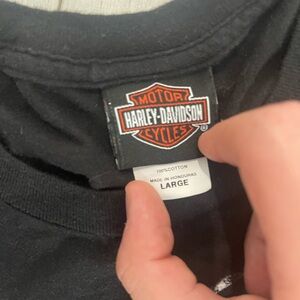 MOTOR
HARLEY-DAVIDSON
CYCLES
®
100% COTTON
MADE IN HONDURAS
LARGE